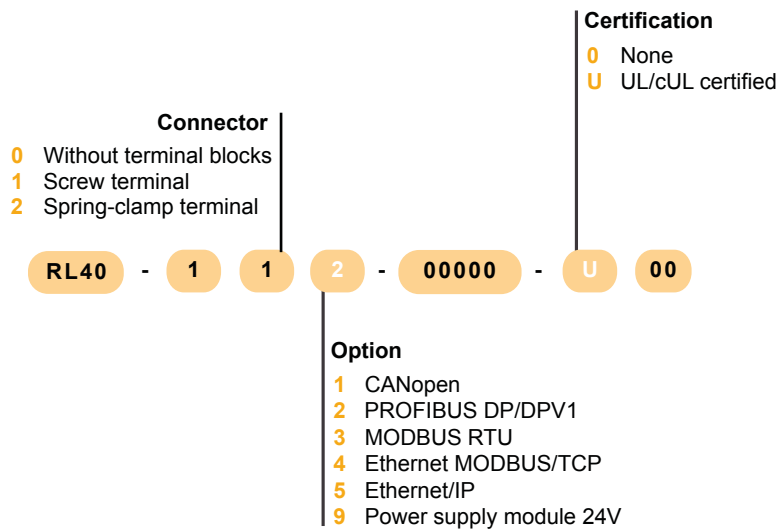 Certification
0 None
U UL/cUL certified
Connector
0 Without terminal blocks
1 Screw terminal
2 Spring-clamp terminal
RL40 - 1 1 2 - 00000 - U 00
Option
1 CANopen
2 PROFIBUS DP/DPV1
3 MODBUS RTU
4 Ethernet MODBUS/TCP
5 Ethernet/IP
9 Power supply module 24V